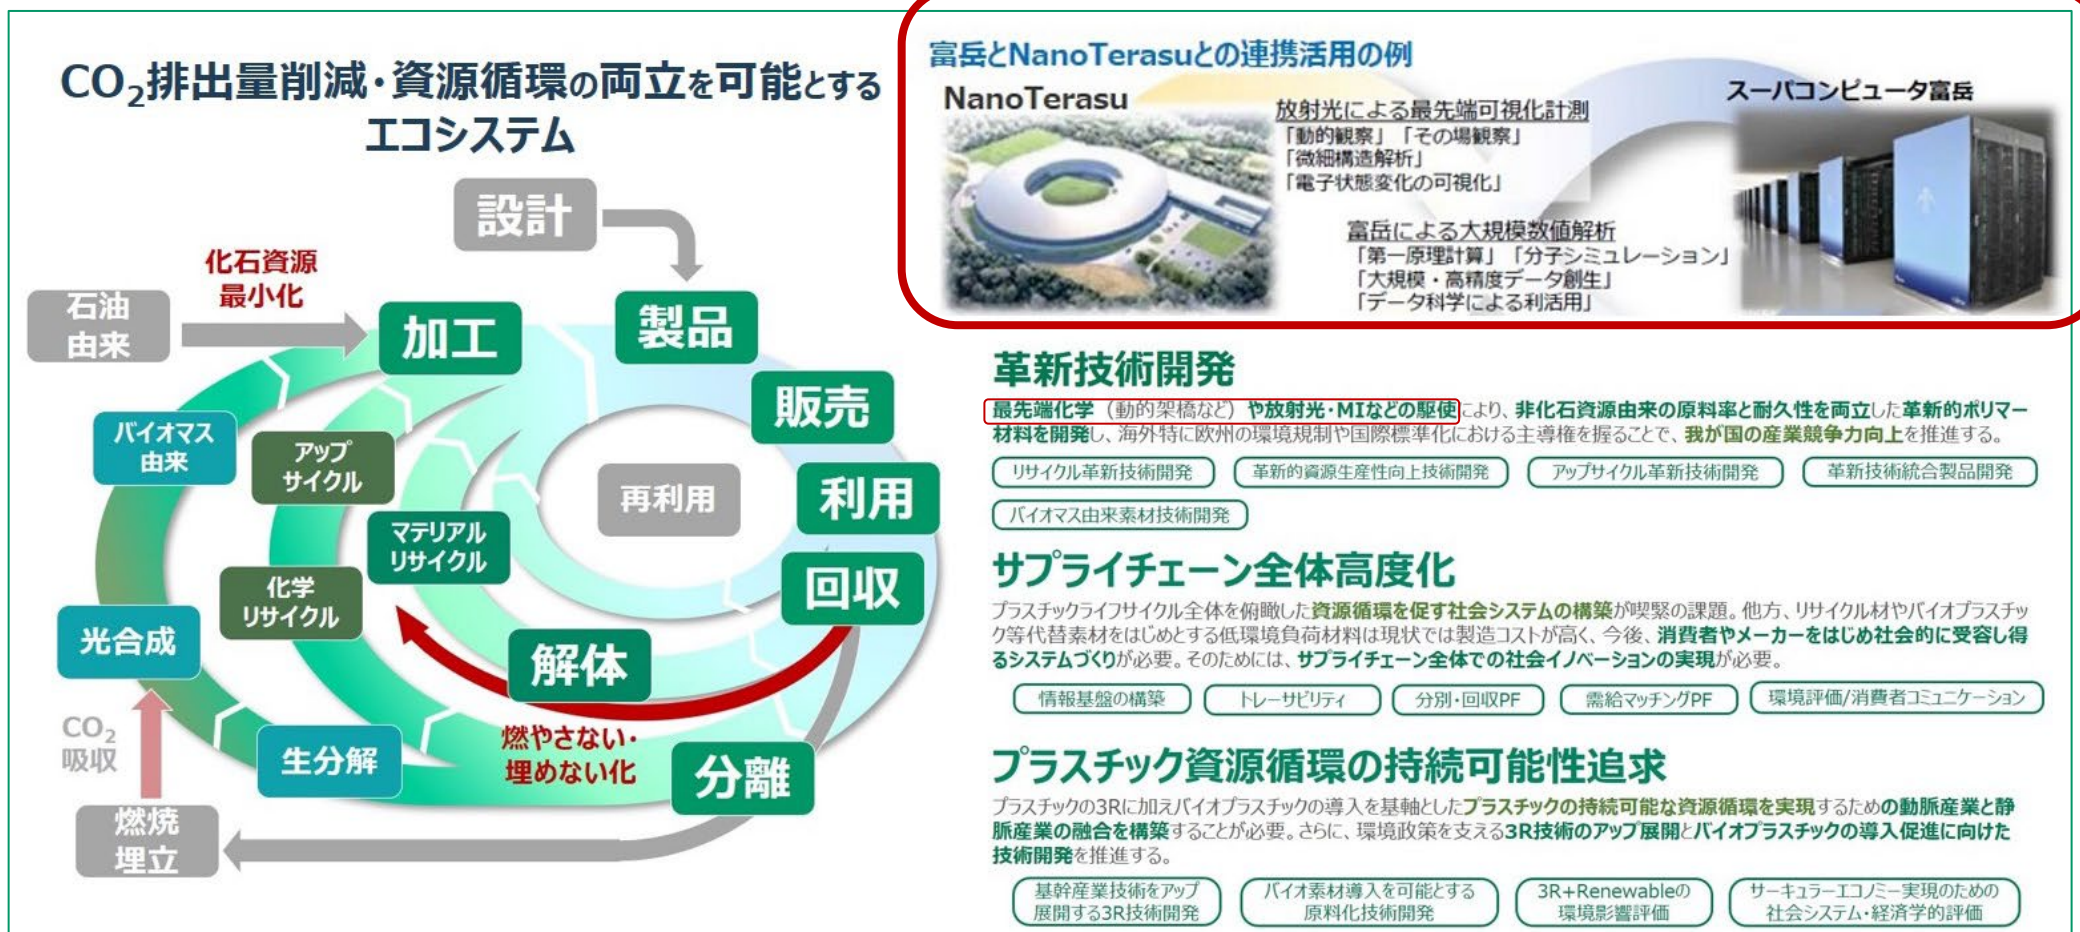 CO₂排出量削減・資源循環の両立を可能とする
エコシステム
設計
化石資源
最小化
石油
由来
加工
製品
販売
利用
回収
再利用
バイオマス
由来
アップ
サイクル
マテリアル
リサイクル
化学
リサイクル
光合成
解体
燃やさない・
埋めない化
分離
生分解
CO₂
吸収
燃焼
埋立
富岳とNanoTerasuとの連携活用の例
NanoTerasu
放射光による最先端可視化計測
「動的観察」「その場観察」
「微細構造解析」
「電子状態変化の可視化」
スーパコンピュータ富岳
富岳による大規模数値解析
「第一原理計算」「分子シミュレーション」
「大規模・高精度データ創生」
「データ科学による利活用」
革新技術開発
最先端化学（動的架橋など）や放射光・MIなどの駆使により、非化石資源由来の原料率と耐久性を両立した革新的ポリマー
材料を開発し、海外特に欧州の環境規制や国際標準化における主導権を握ることで、我が国の産業競争力向上を推進する。
リサイクル革新技術開発
革新的資源生産性向上技術開発
アップサイクル革新技術開発
革新技術統合製品開発
バイオマス由来素材技術開発
サプライチェーン全体高度化
プラスチックライフサイクル全体を俯瞰した資源循環を促す社会システムの構築が喫緊の課題。他方、リサイクル材やバイオプラスチッ
ク等代替素材をはじめとする低環境負荷材料は現状では製造コストが高く、今後、消費者やメーカーをはじめ社会的に受容し得
るシステムづくりが必要。そのためには、サプライチェーン全体での社会イノベーションの実現が必要。
情報基盤の構築
トレーサビリティ
分別・回収PF
需給マッチングPF
環境評価/消費者コミュニケーション
プラスチック資源循環の持続可能性追求
プラスチックの3Rに加えバイオプラスチックの導入を基軸としたプラスチックの持続可能な資源循環を実現するための動脈産業と静
脈産業の融合を構築することが必要。さらに、環境政策を支える3R技術のアップ展開とバイオプラスチックの導入促進に向けた
技術開発を推進する。
基幹産業技術をアップ
展開する3R技術開発
バイオ素材導入を可能とする
原料化技術開発
3R+Renewableの
環境影響評価
サーキュラーエコノミー実現のための
社会システム・経済学的評価